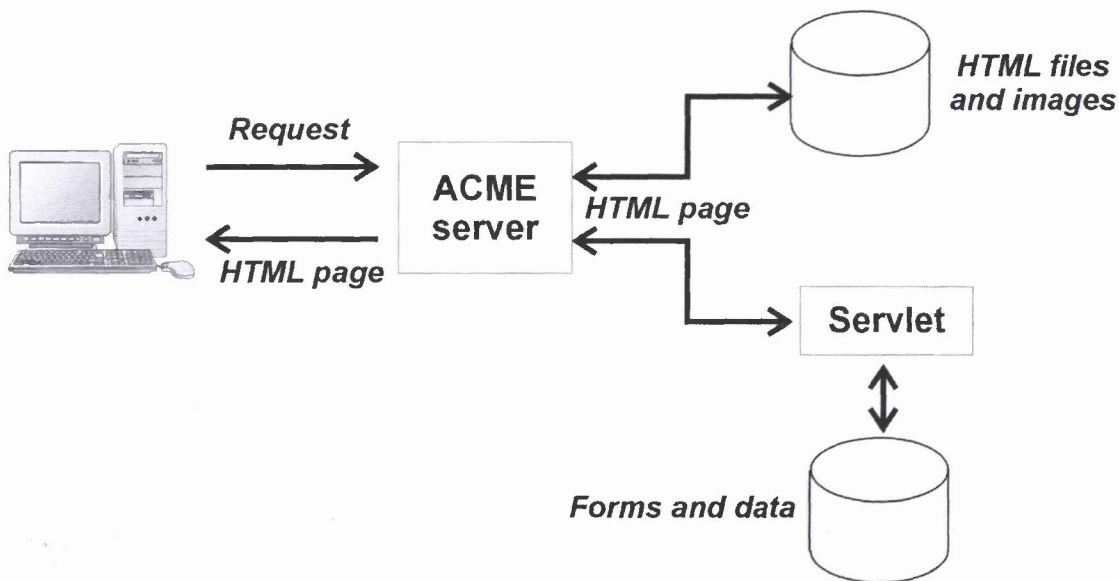 HTML files
and images
Request
ACME
server
HTML page
HTML page
Servlet
Forms and data